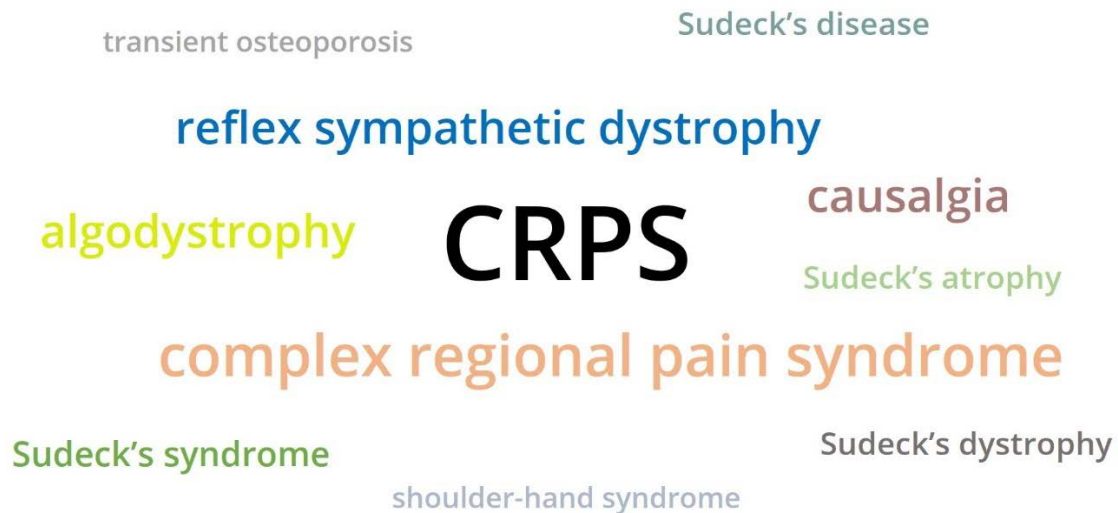 Sudeck’s disease
transient osteoporosis
reflex sympathetic dystrophy
causalgia
algodystrophy
CRPS
Sudeck’s atrophy
complex regional pain syndrome
Sudeck’s dystrophy
Sudeck’s syndrome
shoulder-hand syndrome